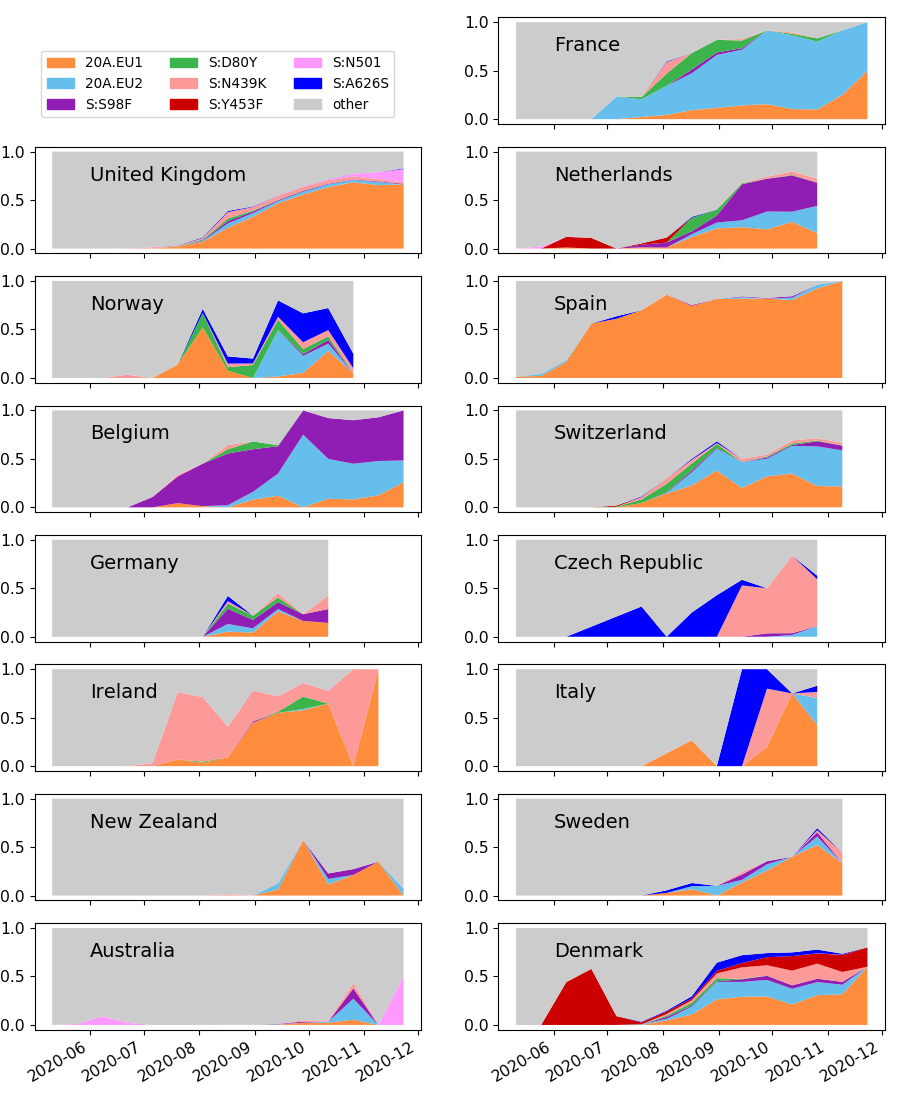 20A.EU1 S:D80Y S:N501
20A.EU2 S:N439K S:A626S
S:S98F S:Y453F other
1.0
0.5
0.0
France
1.0
0.5
0.0
United Kingdom
1.0
0.5
0.0
Netherlands
1.0
0.5
0.0
Norway
1.0
0.5
0.0
Spain
1.0
0.5
0.0
Belgium
1.0
0.5
0.0
Switzerland
1.0
0.5
0.0
Germany
1.0
0.5
0.0
Czech Republic
1.0
0.5
0.0
Ireland
1.0
0.5
0.0
Italy
1.0
0.5
0.0
New Zealand
1.0
0.5
0.0
Sweden
1.0
0.5
0.0
Australia
1.0
0.5
0.0
Denmark
2020-06 2020-07 2020-08 2020-09 2020-10 2020-11 2020-12
2020-06 2020-07 2020-08 2020-09 2020-10 2020-11 2020-12